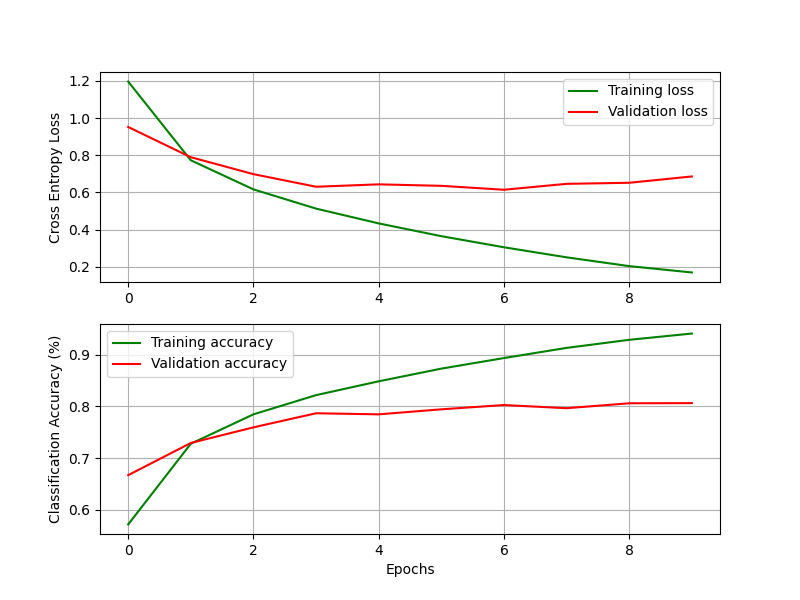 Cross Entropy Loss
1.2
1.0
0.8
0.6
0.4
0.2
Training loss
Validation loss
0 2 4 6 8
Classification Accuracy (%)
0.9
0.8
0.7
0.6
Training accuracy
Validation accuracy
0 2 4 6 8
Epochs